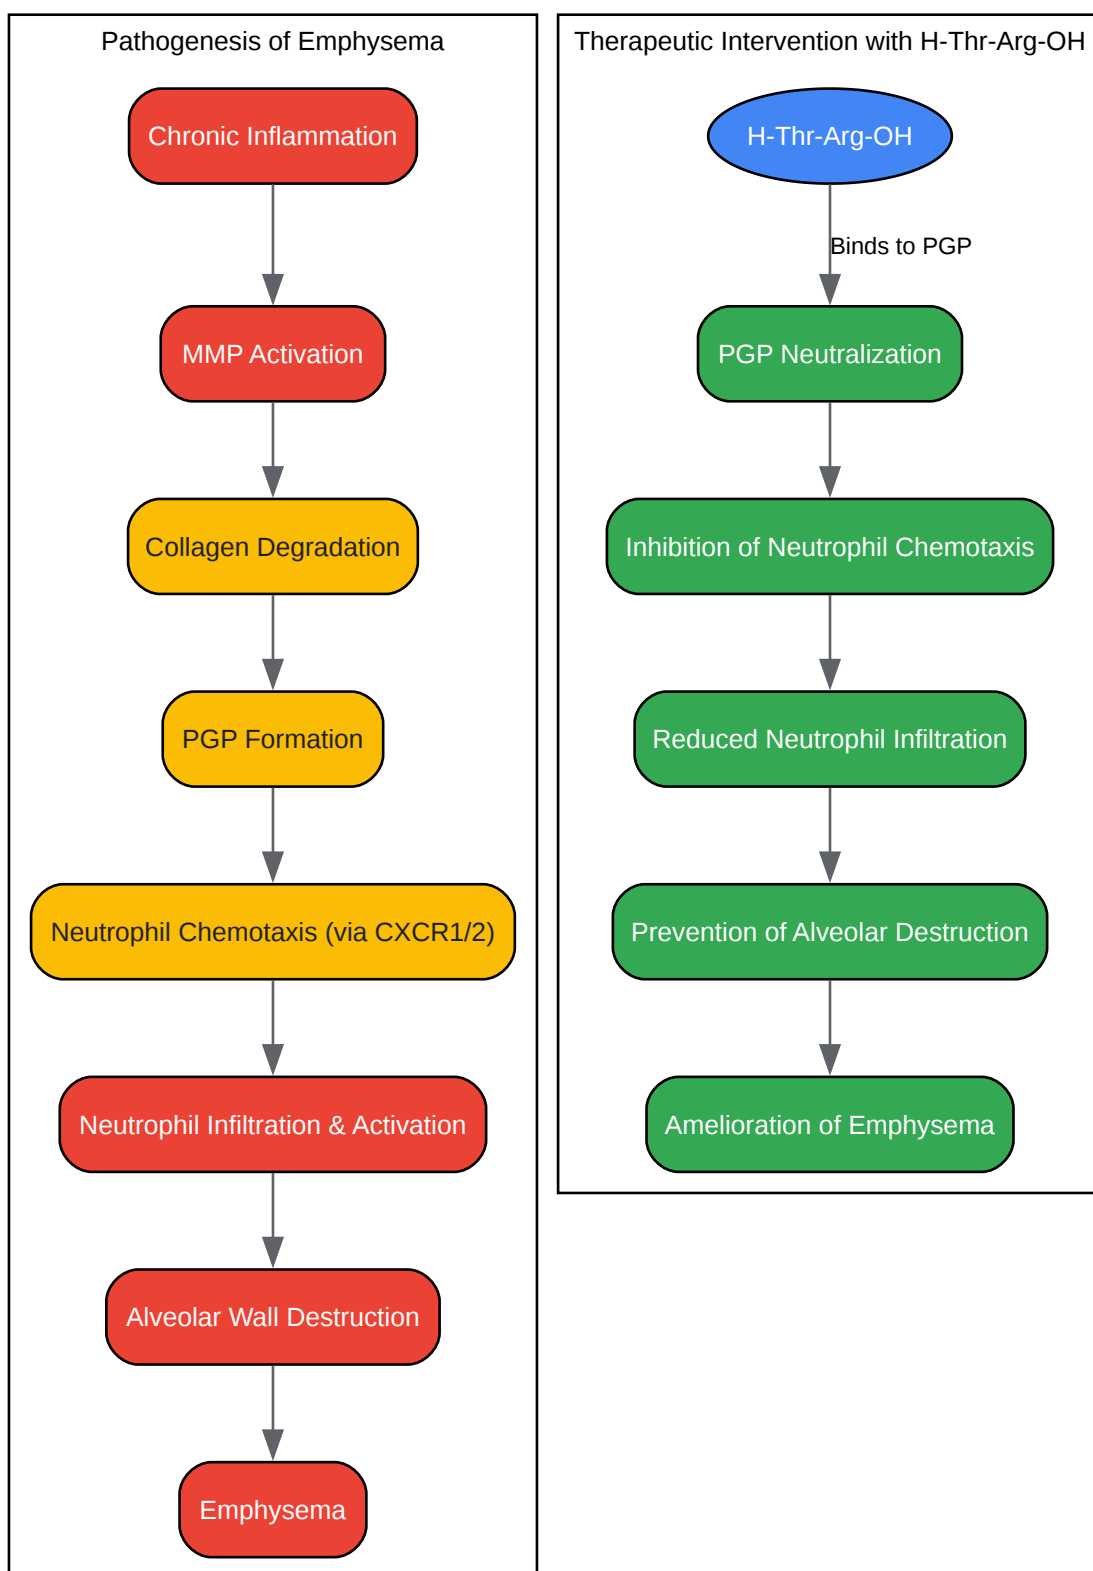 Pathogenesis of Emphysema
Chronic Inflammation
MMP Activation
Collagen Degradation
PGP Formation
Neutrophil Chemotaxis (via CXCR1/2)
Neutrophil Infiltration & Activation
Alveolar Wall Destruction
Emphysema
Therapeutic Intervention with H-Thr-Arg-OH
H-Thr-Arg-OH
Binds to PGP
PGP Neutralization
Inhibition of Neutrophil Chemotaxis
Reduced Neutrophil Infiltration
Prevention of Alveolar Destruction
Amelioration of Emphysema